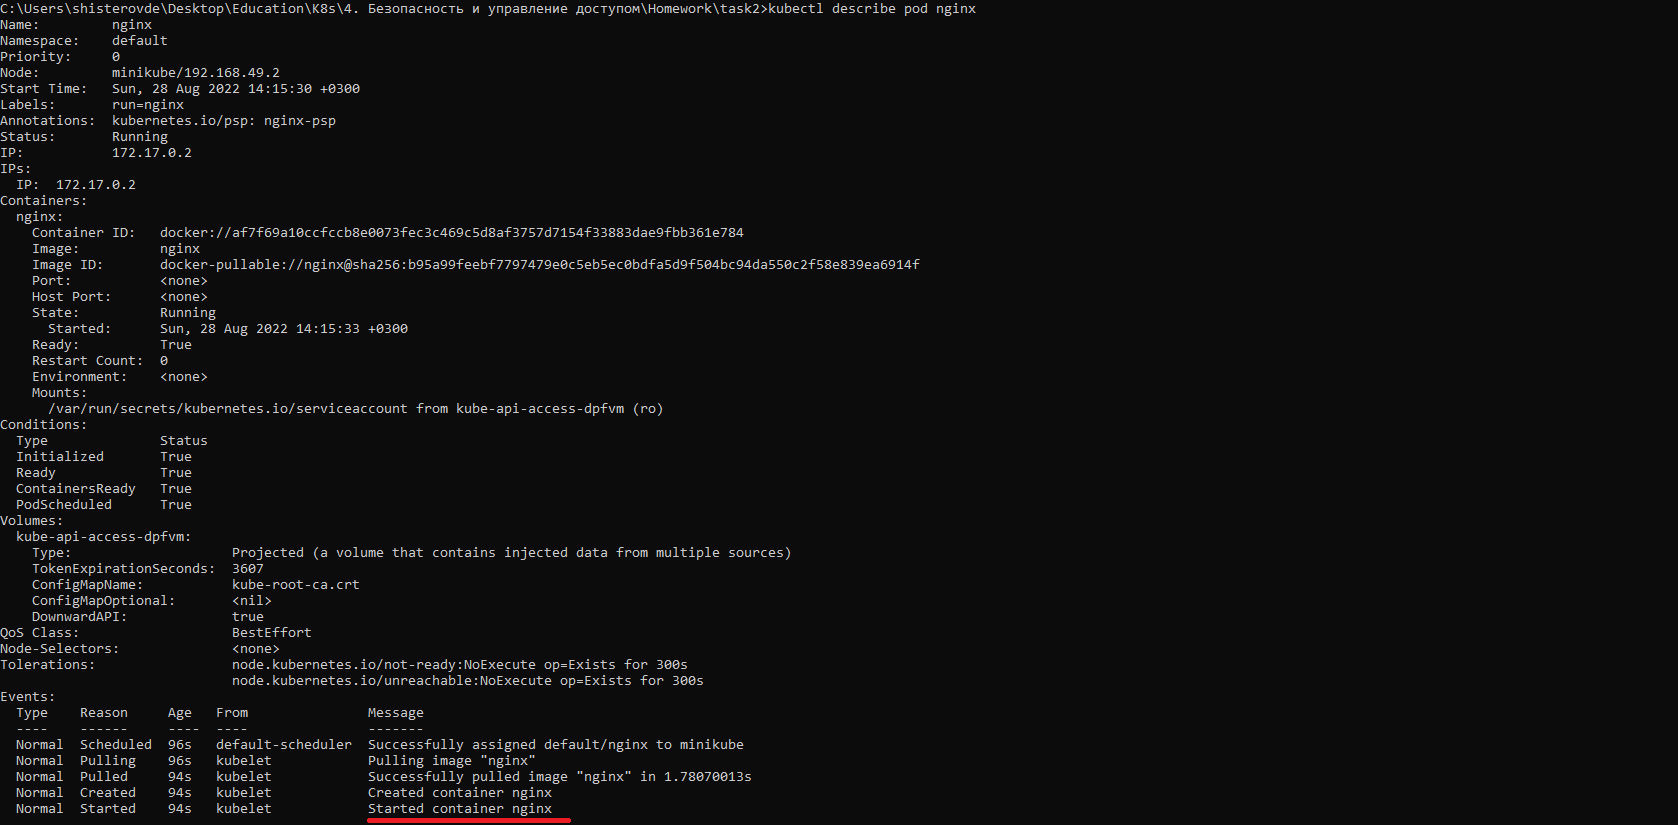 C:\Users\shisterovde\Desktop\Education\K8s\4. Безопасность и управление доступом\Homework\task2>kubectl describe pod nginx
Name:         nginx
Namespace:    default
Priority:     0
Node:         minikube/192.168.49.2
Start Time:   Sun, 28 Aug 2022 14:15:30 +0300
Labels:       run=nginx
Annotations:  kubernetes.io/psp: nginx-psp
Status:       Running
IP:           172.17.0.2
IPs:
  IP:  172.17.0.2
Containers:
  nginx:
    Container ID:   docker://af7f69a10ccfccb8e0073fec3c469c5d8af3757d7154f33883dae9fbb361e784
    Image:          nginx
    Image ID:       docker-pullable://nginx@sha256:b95a99feebf7797479e0c5eb5ec0bdfa5d9f504bc94da550c2f58e839ea6914f
    Port:           <none>
    Host Port:      <none>
    State:          Running
      Started:      Sun, 28 Aug 2022 14:15:33 +0300
    Ready:          True
    Restart Count:  0
    Environment:    <none>
    Mounts:
      /var/run/secrets/kubernetes.io/serviceaccount from kube-api-access-dpfvm (ro)
Conditions:
  Type              Status
  Initialized       True
  Ready             True
  ContainersReady   True
  PodScheduled      True
Volumes:
  kube-api-access-dpfvm:
    Type:                    Projected (a volume that contains injected data from multiple sources)
    TokenExpirationSeconds:  3607
    ConfigMapName:           kube-root-ca.crt
    ConfigMapOptional:       <nil>
    DownwardAPI:             true
QoS Class:                   BestEffort
Node-Selectors:              <none>
Tolerations:                 node.kubernetes.io/not-ready:NoExecute op=Exists for 300s
                             node.kubernetes.io/unreachable:NoExecute op=Exists for 300s
Events:
  Type    Reason     Age   From               Message
  ----    ------     ----  ----               -------
  Normal  Scheduled  96s   default-scheduler  Successfully assigned default/nginx to minikube
  Normal  Pulling    96s   kubelet            Pulling image "nginx"
  Normal  Pulled     94s   kubelet            Successfully pulled image "nginx" in 1.78070013s
  Normal  Created    94s   kubelet            Created container nginx
  Normal  Started    94s   kubelet            Started container nginx